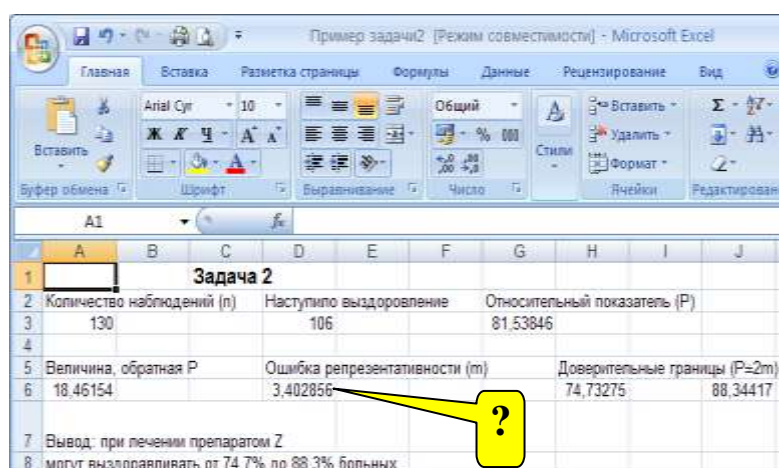 Пример задачи2 [Режим совместимости] - Microsoft Excel
Главная Вставка Разметка страницы Формулы Данные Рецензирование Вид
Arial Cyr 10 Общий Вставить
Ж К Ч А А % 000 Удалить
Вставить Стили Формат
Буфер обмена Шрифт Выравнивание Число Ячейки Редактирован
A1 fx
A B C D E F G H I J
1 Задача 2
2 Количество наблюдений (n) Наступило выздоровление Относительный показатель (P)
3 130 106 81,53846
4
5 Величина, обратная P Ошибка репрезентативности (m) Доверительные границы (P=2m)
6 18,46154 3,402856 74,73275 88,34417
?
7 Вывод: при лечении препаратом Z
8 могут выздоравливать от 74,7% до 88,3% больных